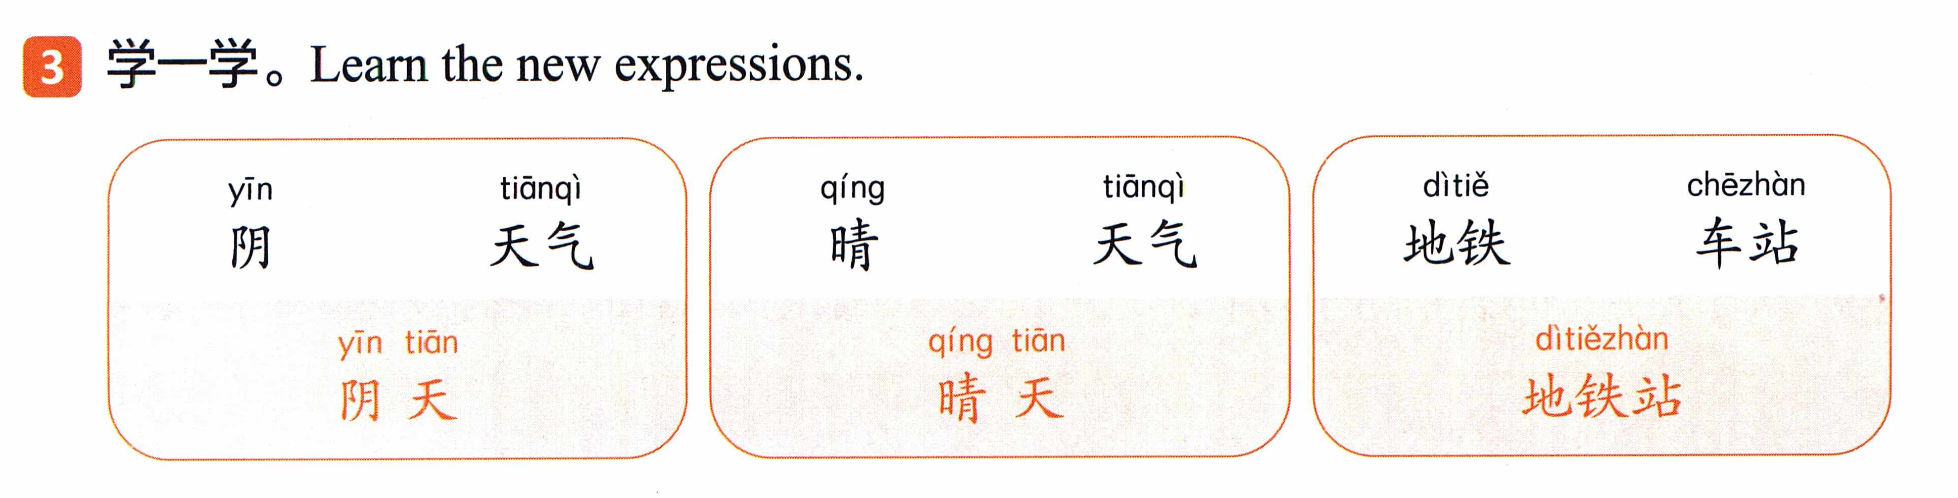 3 学一学。Learn the new expressions.
yīn tiānqì
阴 天气
yīn tiān
阴 天
qíng tiānqì
晴 天气
qíng tiān
晴 天
dìtiě chēzhàn
地铁 车站
dìtiězhàn
地铁站